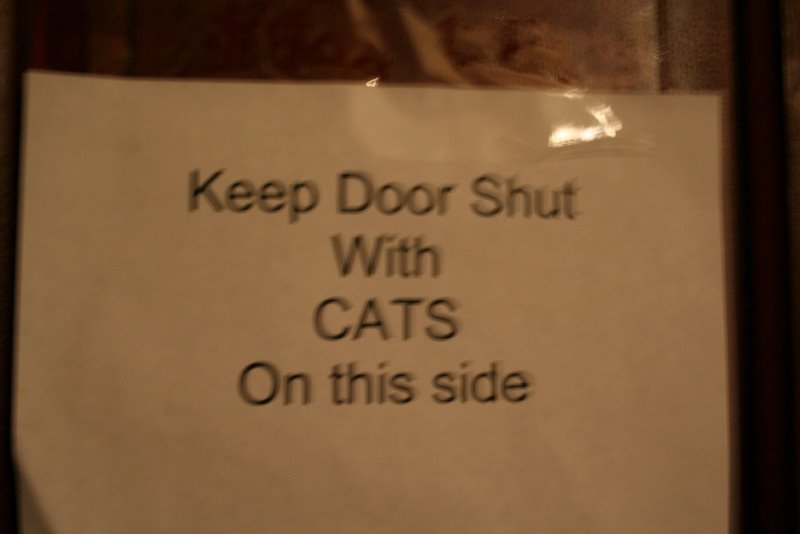 Keep Door Shut
With
CATS
On this side